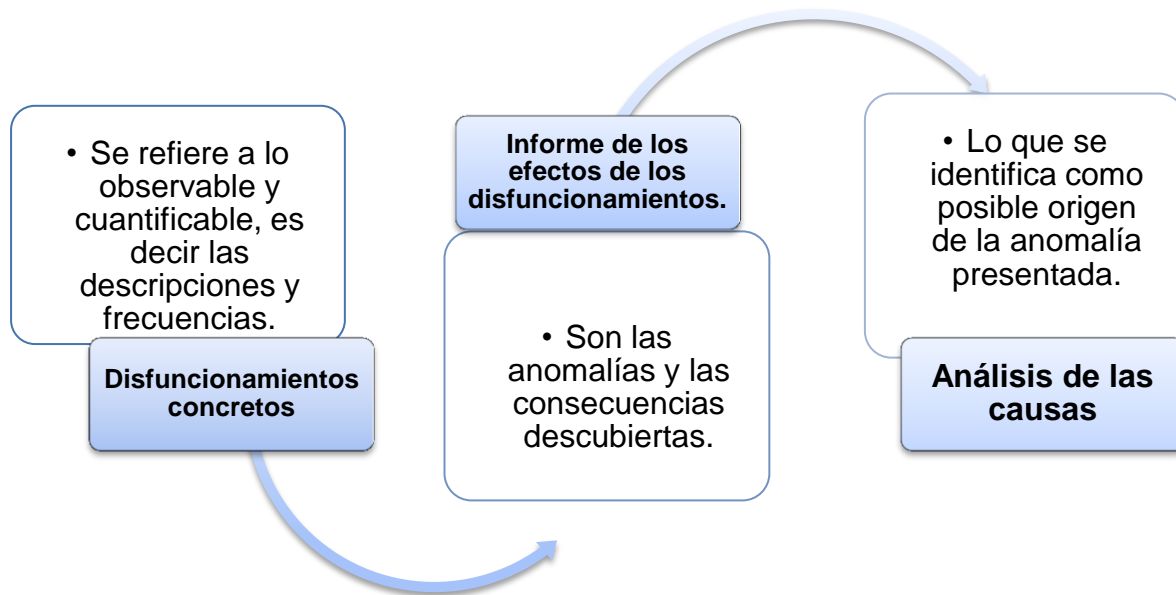 • Se refiere a lo
observable y
cuantificable, es
decir las
descripciones y
frecuencias.
Disfuncionamientos
concretos
Informe de los
efectos de los
disfuncionamientos.
• Son las
anomalías y las
consecuencias
descubiertas.
• Lo que se
identifica como
posible origen
de la anomalía
presentada.
Análisis de las
causas